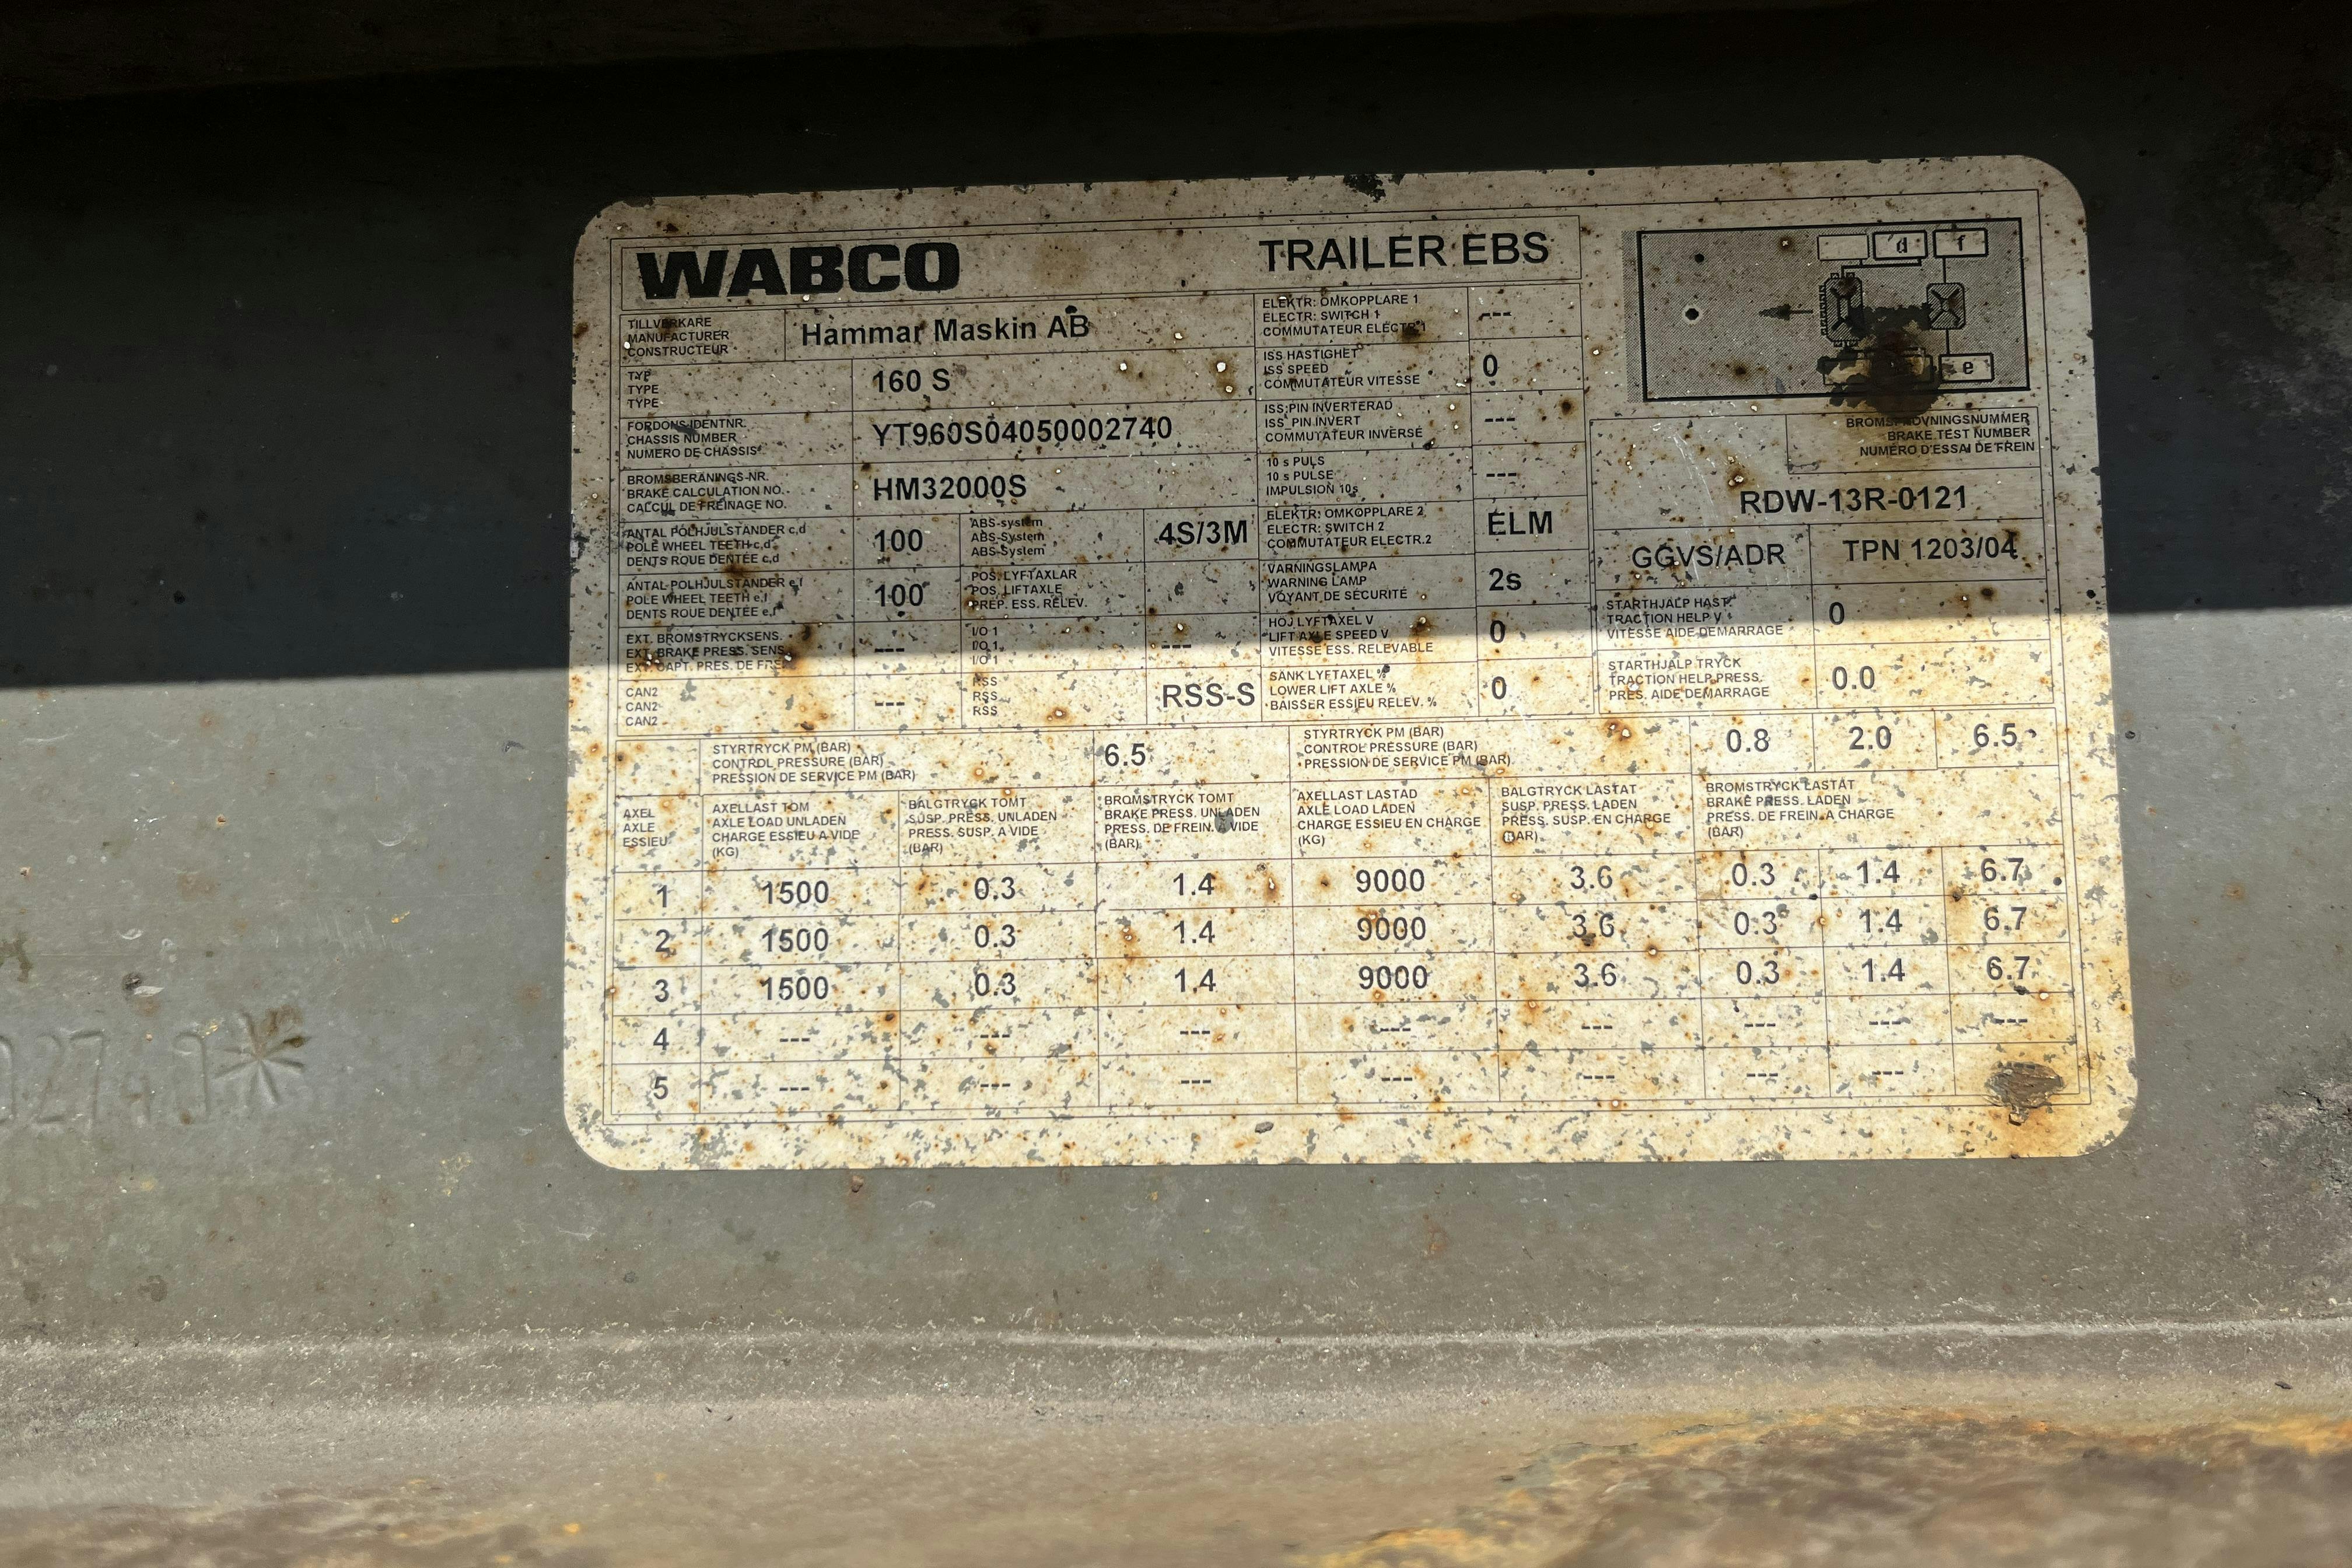 WABCO TRAILER EBS
d f
e
TILLVERKARE
MANUFACTURER
CONSTRUCTEUR
Hammar Maskin AB
TYP
TYPE
TYPE
160 S
FORDONS IDENTNR.
CHASSIS NUMBER
NUMÉRO DE CHASSIS
YT960S04050002740
BROMSBERÄNINGS-NR.
BRAKE CALCULATION NO.
CALCUL DE FREINAGE NO.
HM32000S
ANTAL POLHJULSTÄNDER c,d
POLE WHEEL TEETH c,d
DENTS ROUE DENTÉE c,d
100
ABS-system
ABS-System
ABS-System
4S/3M
ANTAL POLHJULSTÄNDER e,f
POLE WHEEL TEETH e,f
DENTS ROUE DENTÉE e,f
100
POS. LYFTAXLAR
POS. LIFTAXLE
PREP. ESS. RELEV.
EXT. BROMSTRYCKSENS.
EXT. BRAKE PRESS. SENS.
EXT. CAPT. PRES. DE
---
I/O 1
I/O 1
I/O 1
---
CAN2
CAN2
CAN2
---
RSS
RSS
RSS
RSS-S
ELEKTR: OMKOPPLARE 1
ELECTR: SWITCH 1
COMMUTATEUR ELECTR.1
---
ISS HASTIGHET
ISS SPEED
COMMUTATEUR VITESSE
0
ISS PIN INVERTERAD
ISS PIN INVERT
COMMUTATEUR INVERSÉ
---
10 s PULS
10 s PULSE
IMPULSION 10s
---
ELEKTR: OMKOPPLARE 2
ELECTR: SWITCH 2
COMMUTATEUR ELECTR.2
ELM
VARNINGSLAMPA
WARNING LAMP
VOYANT DE SÉCURITÉ
2s
HÖJ LYFTAXEL V
LIFT AXLE SPEED V
VITESSE ESS. RELEVABLE
0
SÄNK LYFTAXEL %
LOWER LIFT AXLE %
BAISSER ESSIEU RELEV. %
0
BROMSPROVNINGSNUMMER
BRAKE TEST NUMBER
NUMÉRO D'ESSAI DE FREIN
RDW-13R-0121
GGVS/ADR TPN 1203/04
STARTHJÄLP HAST.
TRACTION HELP V
VITESSE AIDE DEMARRAGE
0
STARTHJÄLP TRYCK
TRACTION HELP PRESS.
PRES. AIDE DEMARRAGE
0.0
STYRTRYCK PM (BAR)
CONTROL PRESSURE (BAR)
PRESSION DE SERVICE PM (BAR)
6.5
STYRTRYCK PM (BAR)
CONTROL PRESSURE (BAR)
PRESSION DE SERVICE PM (BAR)
0.8 2.0 6.5
AXEL
AXLE
ESSIEU
AXELLAST TOM
AXLE LOAD UNLADEN
CHARGE ESSIEU A VIDE
(KG)
BÄLGTRYCK TOMT
SUSP. PRESS. UNLADEN
PRESS. SUSP. A VIDE
(BAR)
BROMSTRYCK TOMT
BRAKE PRESS. UNLADEN
PRESS. DE FREIN. A VIDE
(BAR)
AXELLAST LASTAD
AXLE LOAD LADEN
CHARGE ESSIEU EN CHARGE
(KG)
BÄLGTRYCK LASTAT
SUSP. PRESS. LADEN
PRESS. SUSP. EN CHARGE
(BAR)
BROMSTRYCK LASTAT
BRAKE PRESS. LADEN
PRESS. DE FREIN. A CHARGE
(BAR)
1 1500 0.3 1.4 9000 3.6 0.3 1.4 6.7
2 1500 0.3 1.4 9000 3.6 0.3 1.4 6.7
3 1500 0.3 1.4 9000 3.6 0.3 1.4 6.7
4 --- --- --- --- --- --- --- ---
5 --- --- --- --- --- --- ---
02740*